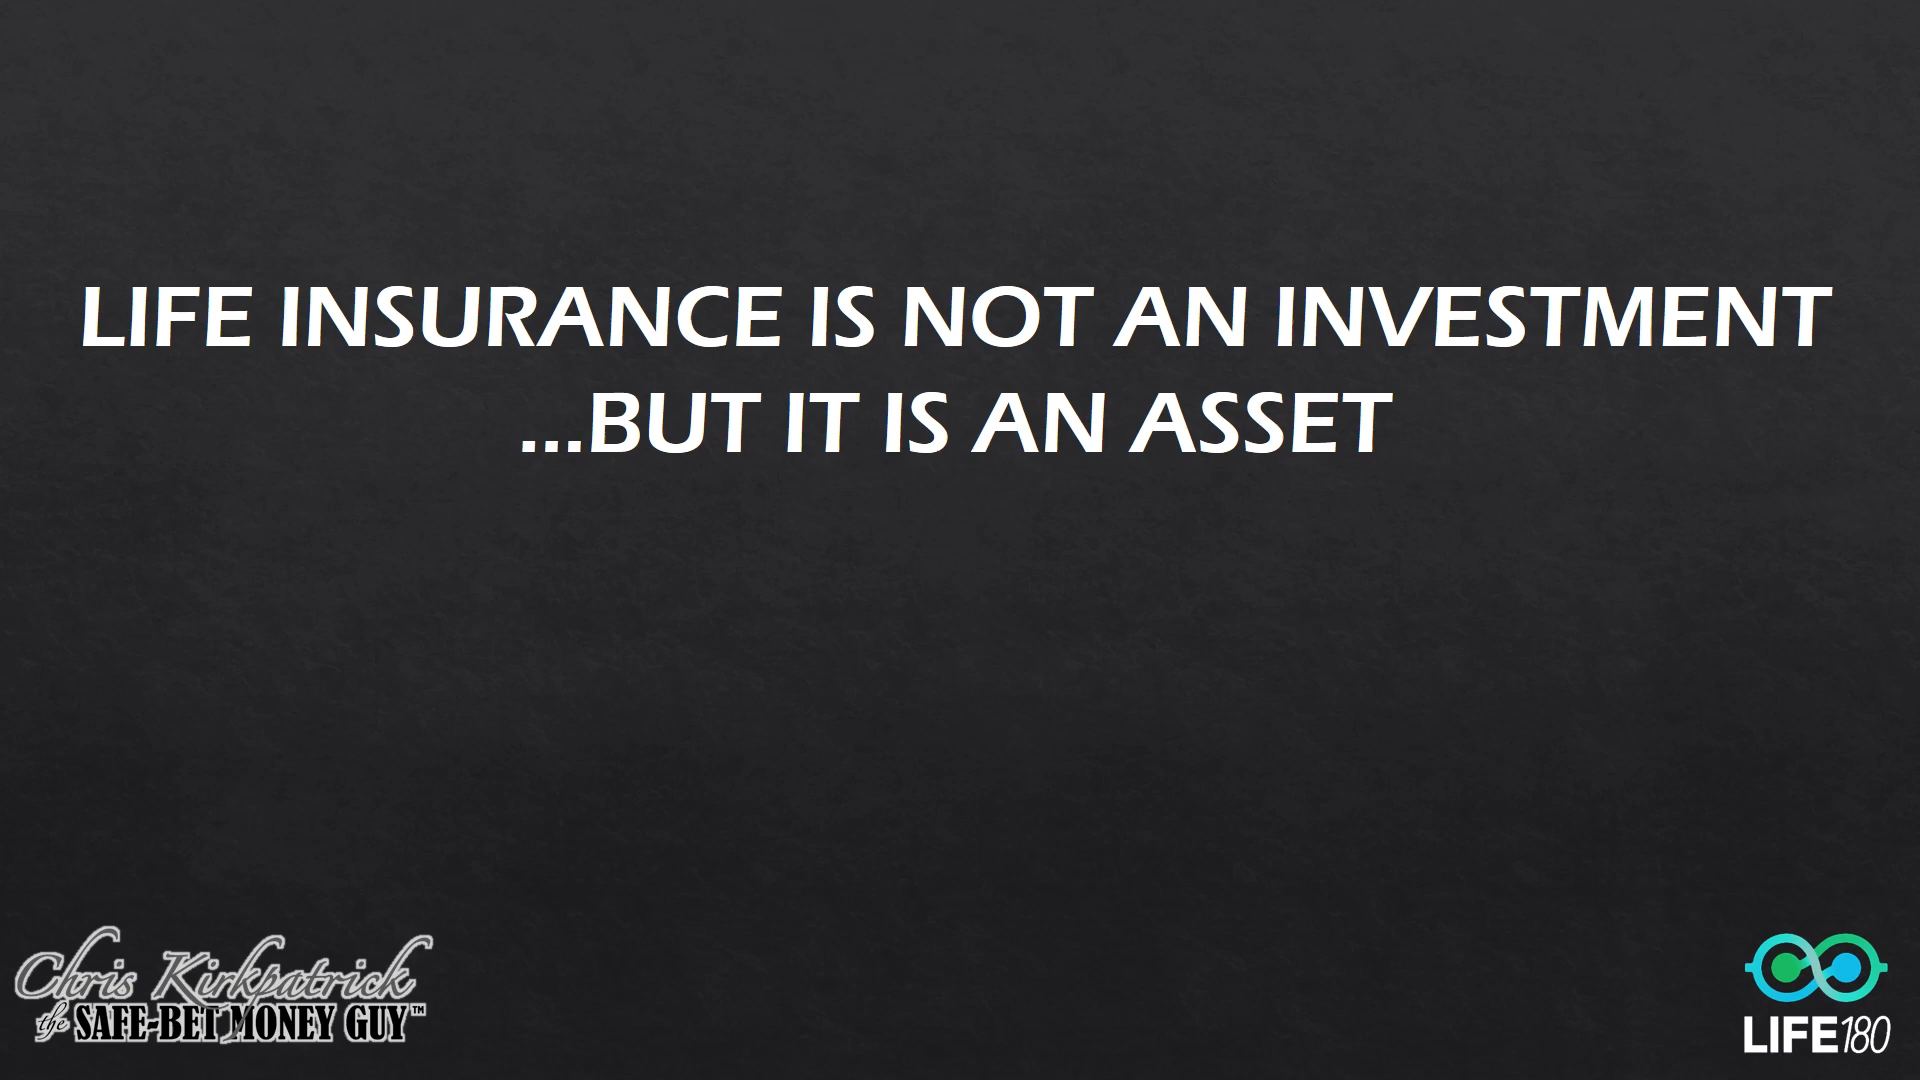 LIFE INSURANCE IS NOT AN INVESTMENT
...BUT IT IS AN ASSET
Chris Kirkpatrick
the SAFE-BET MONEY GUY™
LIFE180